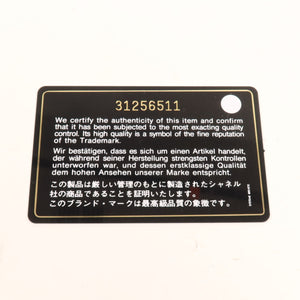 31256511
We certify the authenticity of this item and confirm
that it has been subjected to the most exacting quality
control. Its high quality is a symbol of the fine reputation
of the Trademark.
Wir bestätigen, dass es sich um einen Artikel handelt,
der während seiner Herstellung strengsten Kontrollen
unterworfen war, und dessen erstklassige Qualität
dem hohen Ansehen unserer Marke entspricht.
この製品は厳しい管理のもとに製造されたシャネル
社の商品であることを証明いたします。
このブランド・マークは最高級品質の象徴です。